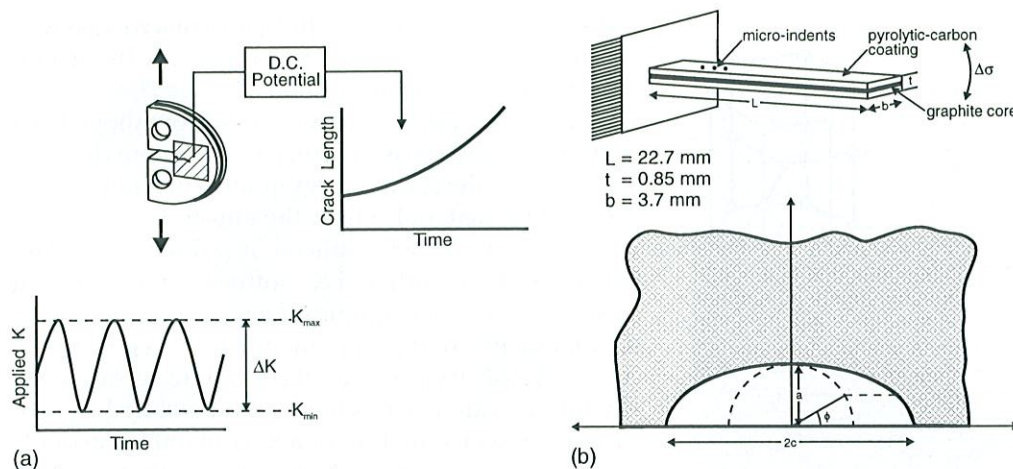 D.C.
Potential
Crack Length
Time
Applied K
K_max
ΔK
K_min
Time
(a)
micro-indents
pyrolytic-carbon
coating
Δσ
t
b
graphite core
L
L = 22.7 mm
t = 0.85 mm
b = 3.7 mm
a
ϕ
2c
(b)